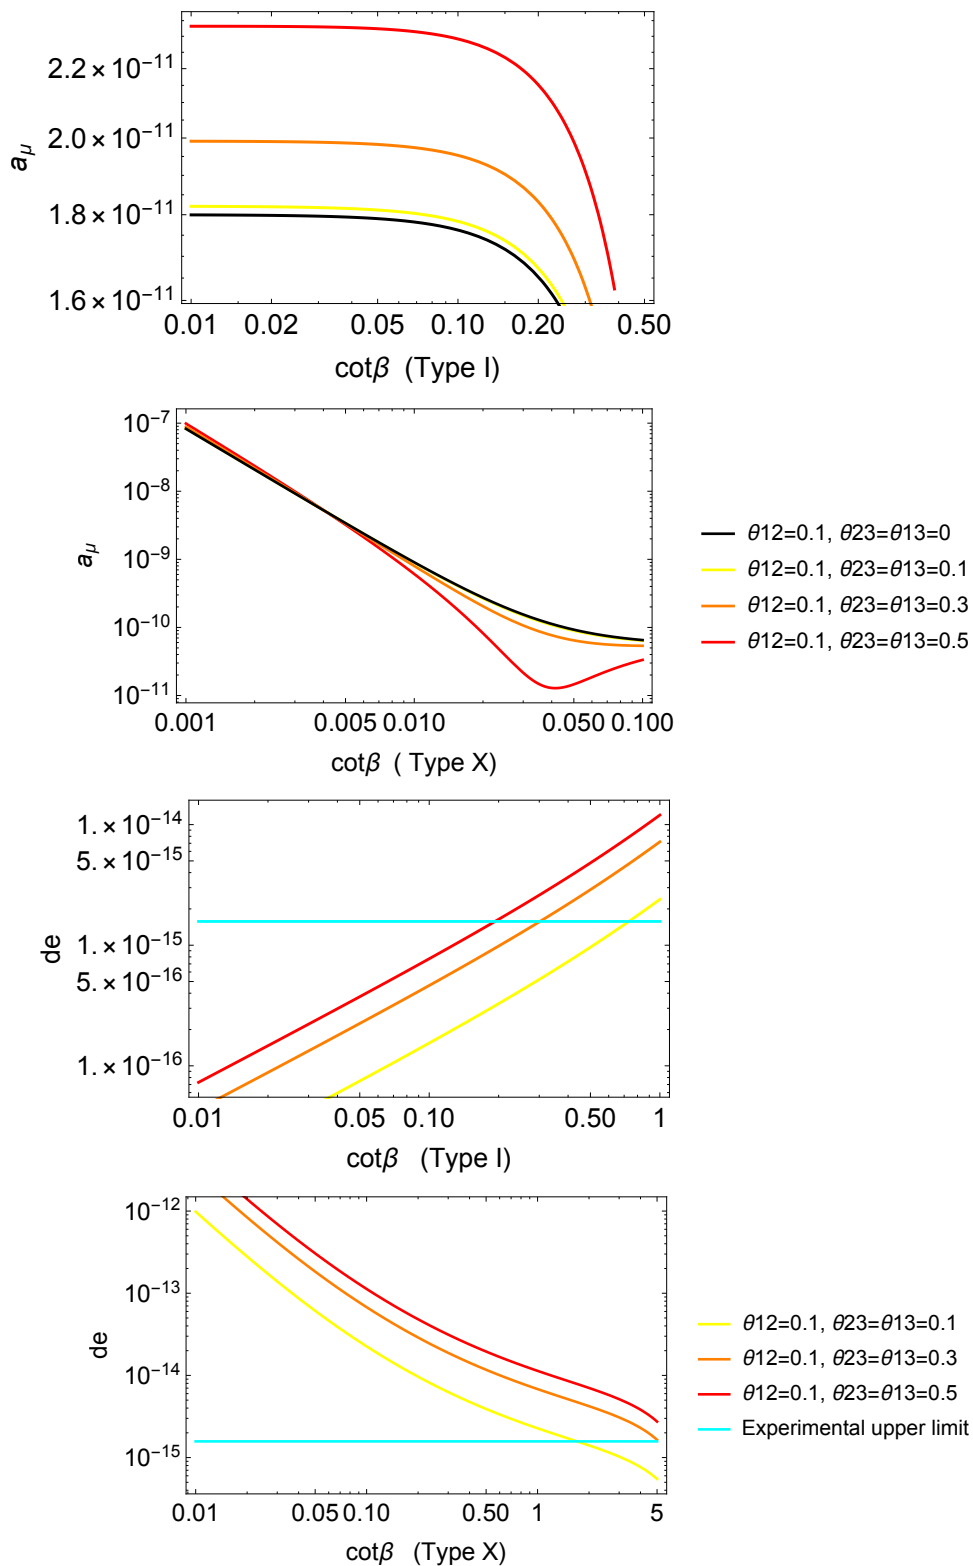 2.2×10⁻¹¹
2.0×10⁻¹¹
1.8×10⁻¹¹
1.6×10⁻¹¹
aμ
0.01 0.02 0.05 0.10 0.20 0.50
cotβ (Type I)
10⁻⁷
10⁻⁸
10⁻⁹
10⁻¹⁰
10⁻¹¹
aμ
0.001 0.005 0.010 0.050 0.100
cotβ ( Type X)
θ12=0.1, θ23=θ13=0
θ12=0.1, θ23=θ13=0.1
θ12=0.1, θ23=θ13=0.3
θ12=0.1, θ23=θ13=0.5
1.×10⁻¹⁴
5.×10⁻¹⁵
1.×10⁻¹⁵
5.×10⁻¹⁶
1.×10⁻¹⁶
de
0.01 0.05 0.10 0.50 1
cotβ (Type I)
10⁻¹²
10⁻¹³
10⁻¹⁴
10⁻¹⁵
de
0.01 0.05 0.10 0.50 1 5
cotβ (Type X)
θ12=0.1, θ23=θ13=0.1
θ12=0.1, θ23=θ13=0.3
θ12=0.1, θ23=θ13=0.5
Experimental upper limit